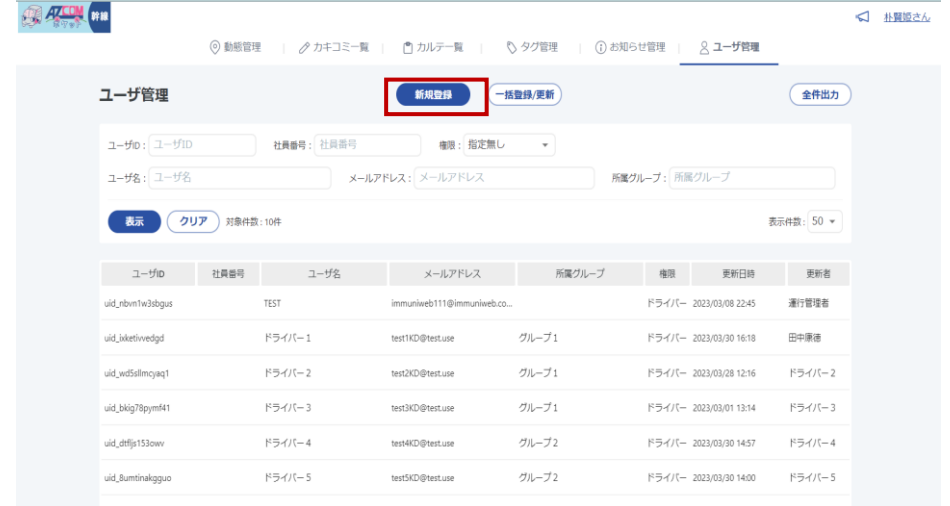 AZ-COM 幹線
朴賢姫さん
動態管理 カキコミ一覧 カルテ一覧 タグ管理 お知らせ管理 ユーザ管理
ユーザ管理 新規登録 一括登録/更新 全件出力
ユーザID: ユーザID 社員番号: 社員番号 権限: 指定無し
ユーザ名: ユーザ名 メールアドレス: メールアドレス 所属グループ: 所属グループ
表示 クリア 対象件数: 10件 表示件数: 50
ユーザID 社員番号 ユーザ名 メールアドレス 所属グループ 権限 更新日時 更新者
uid_nbvn1w3sbgus TEST immuniweb111@immuniweb.co... ドライバー 2023/03/08 22:45 運行管理者
uid_ixketivvedgd ドライバー1 test1KD@test.use グループ1 ドライバー 2023/03/30 16:18 田中原徳
uid_wd5sllmcyaq1 ドライバー2 test2KD@test.use グループ1 ドライバー 2023/03/28 12:16 ドライバー2
uid_bkig78pymf41 ドライバー3 test3KD@test.use グループ1 ドライバー 2023/03/01 13:14 ドライバー3
uid_dtfljs153owv ドライバー4 test4KD@test.use グループ2 ドライバー 2023/03/30 14:57 ドライバー4
uid_8umtinakgguo ドライバー5 test5KD@test.use グループ2 ドライバー 2023/03/30 14:00 ドライバー5